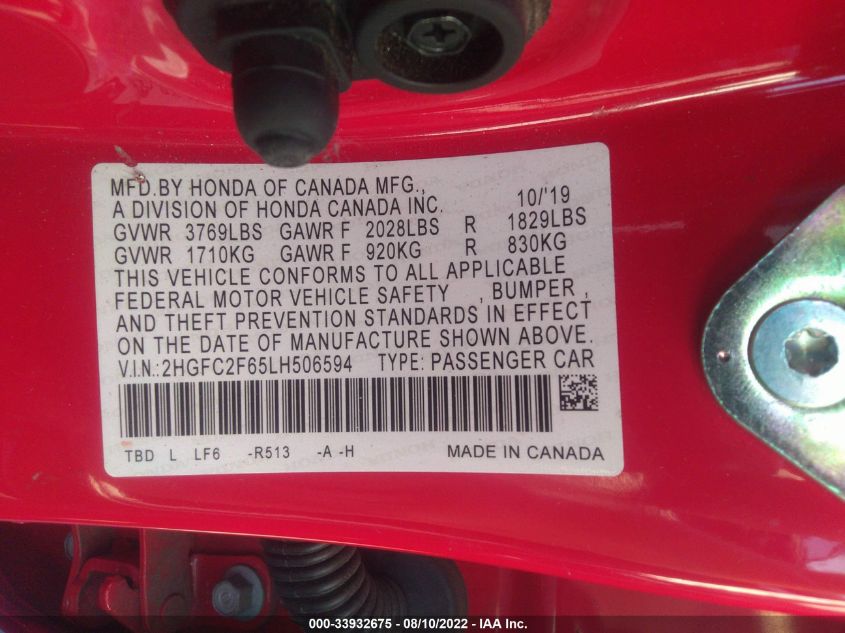 MFD.BY HONDA OF CANADA MFG.,
A DIVISION OF HONDA CANADA INC. 10/'19
GVWR 3769LBS GAWR F 2028LBS R 1829LBS
GVWR 1710KG GAWR F 920KG R 830KG
THIS VEHICLE CONFORMS TO ALL APPLICABLE
FEDERAL MOTOR VEHICLE SAFETY , BUMPER ,
AND THEFT PREVENTION STANDARDS IN EFFECT
ON THE DATE OF MANUFACTURE SHOWN ABOVE.
V.I.N.:2HGFC2F65LH506594 TYPE: PASSENGER CAR
TBD L LF6 -R513 -A -H MADE IN CANADA
000-33932675 - 08/10/2022 - IAA Inc.